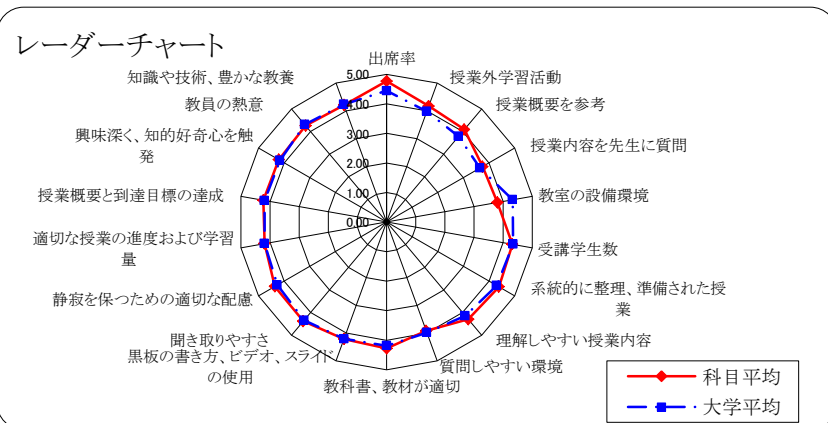 レーダーチャート
出席率
授業外学習活動
授業概要を参考
授業内容を先生に質問
教室の設備環境
受講学生数
系統的に整理、準備された授
業
理解しやすい授業内容
質問しやすい環境
教科書、教材が適切
黒板の書き方、ビデオ、スライド
の使用
聞き取りやすさ
静寂を保つための適切な配慮
適切な授業の進度および学習
量
授業概要と到達目標の達成
興味深く、知的好奇心を触
発
教員の熱意
知識や技術、豊かな教養
5.00
4.00
3.00
2.00
1.00
0.00
科目平均
大学平均